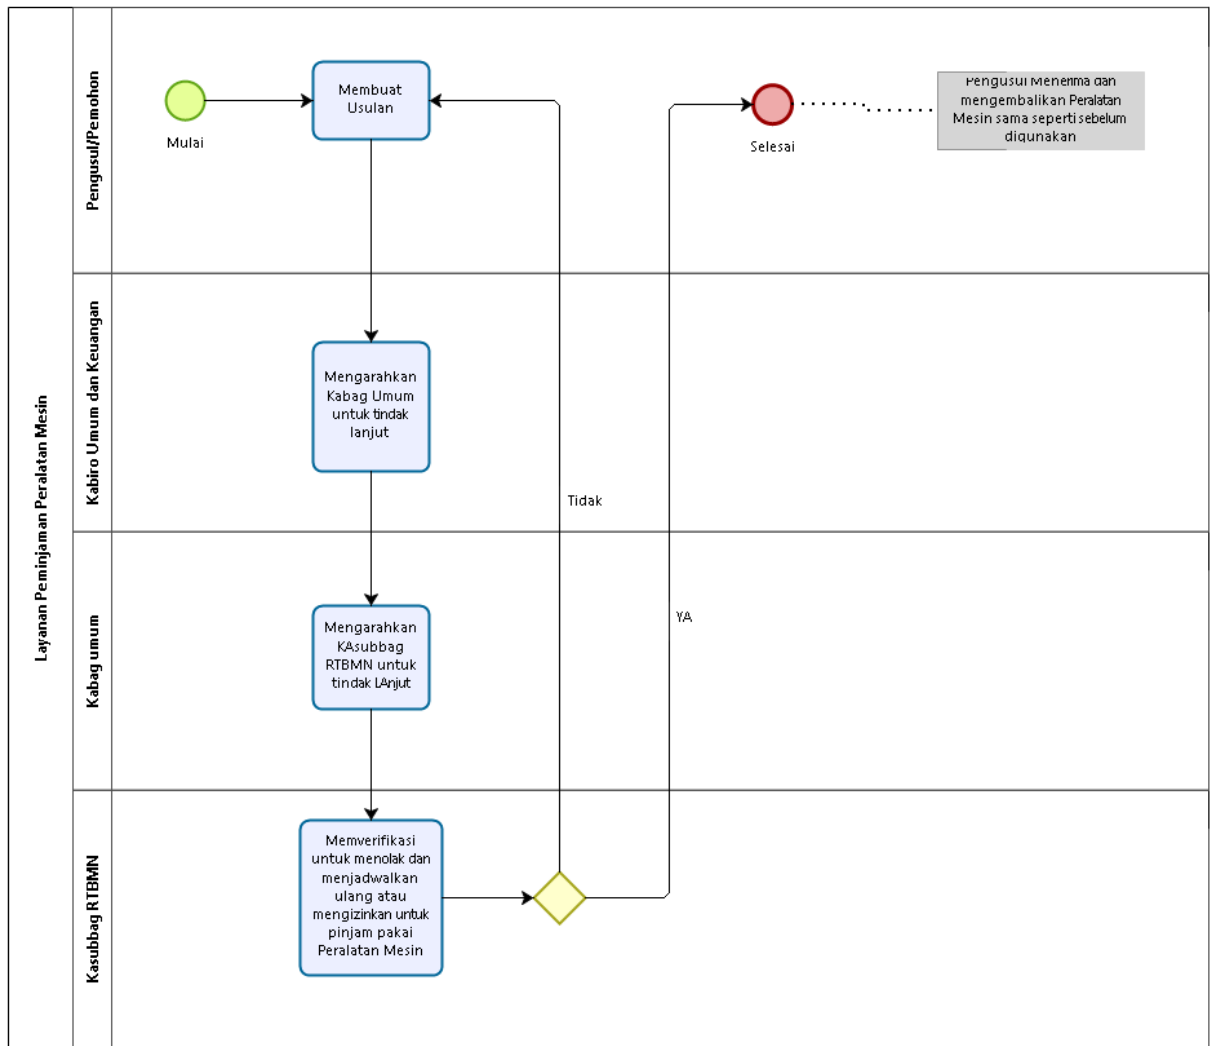 Layanan Peminjaman Peralatan Mesin
Pengusul/Pemohon
Mulai
Membuat
Usulan
Selesai
Pengusul Menerima dan
mengembalikan Peralatan
Mesin sama seperti sebelum
digunakan
Kabiro Umum dan Keuangan
Mengarahkan
Kabag Umum
untuk tindak
lanjut
Tidak
Kabag umum
Mengarahkan
KAsubbag
RTBMN untuk
tindak LAnjut
YA
Kasubbag RTBMN
Memverifikasi
untuk menolak dan
menjadwalkan
ulang atau
mengizinkan untuk
pinjam pakai
Peralatan Mesin